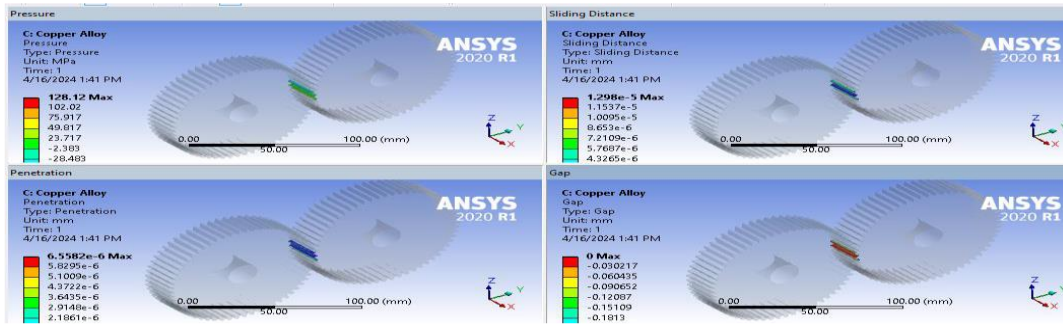 Pressure
C: Copper Alloy
Pressure
Type: Pressure
Unit: MPa
Time: 1
4/16/2024 1:41 PM
128.12 Max
102.02
75.917
49.817
23.717
-2.383
-28.483
ANSYS
2020 R1
0.00
50.00
100.00 (mm)
Z
Y
X
Sliding Distance
C: Copper Alloy
Sliding Distance
Type: Sliding Distance
Unit: mm
Time: 1
4/16/2024 1:41 PM
1.298e-5 Max
1.1537e-5
1.0095e-5
8.653e-6
7.2109e-6
5.7687e-6
4.3265e-6
ANSYS
2020 R1
0.00
50.00
100.00 (mm)
Z
Y
X
Penetration
C: Copper Alloy
Penetration
Type: Penetration
Unit: mm
Time: 1
4/16/2024 1:41 PM
6.5582e-6 Max
5.8295e-6
5.1009e-6
4.3722e-6
3.6435e-6
2.9148e-6
2.1861e-6
ANSYS
2020 R1
0.00
50.00
100.00 (mm)
Z
Y
X
Gap
C: Copper Alloy
Gap
Type: Gap
Unit: mm
Time: 1
4/16/2024 1:41 PM
0 Max
-0.030217
-0.060435
-0.090652
-0.12087
-0.15109
-0.1813
ANSYS
2020 R1
0.00
50.00
100.00 (mm)
Z
Y
X